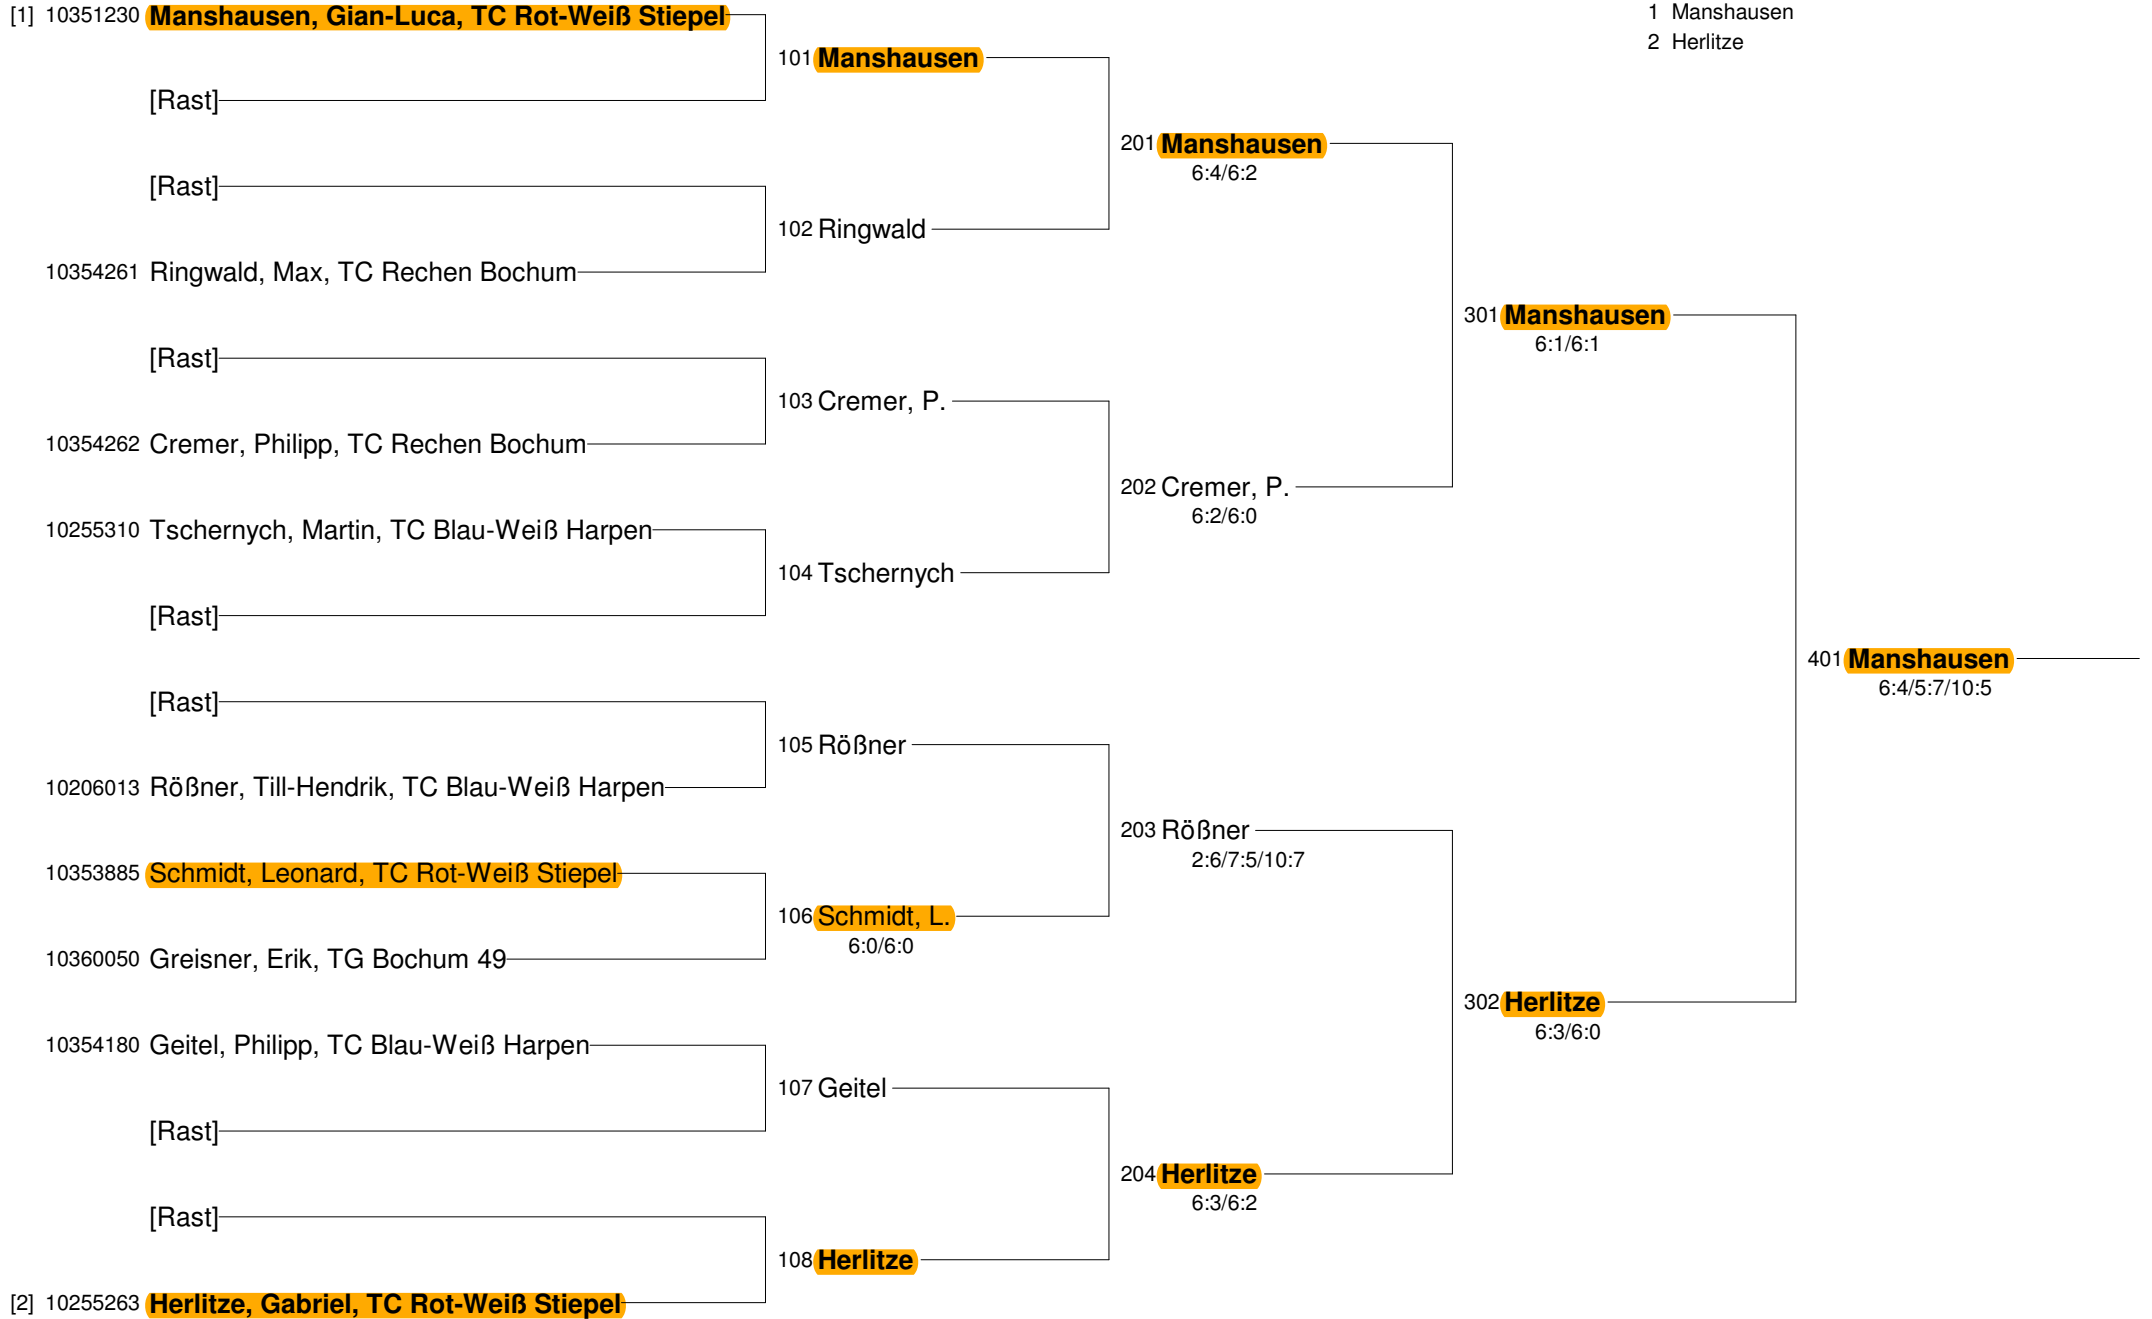 [1] 10351230 Manshausen, Gian-Luca, TC Rot-Weiß Stiepel
1 Manshausen
2 Herlitze
101 Manshausen
[Rast]
201 Manshausen
6:4/6:2
[Rast]
102 Ringwald
10354261 Ringwald, Max, TC Rechen Bochum
301 Manshausen
6:1/6:1
[Rast]
103 Cremer, P.
10354262 Cremer, Philipp, TC Rechen Bochum
202 Cremer, P.
6:2/6:0
10255310 Tschernych, Martin, TC Blau-Weiß Harpen
104 Tschernych
[Rast]
401 Manshausen
6:4/5:7/10:5
[Rast]
105 Rößner
10206013 Rößner, Till-Hendrik, TC Blau-Weiß Harpen
203 Rößner
2:6/7:5/10:7
10353885 Schmidt, Leonard, TC Rot-Weiß Stiepel
106 Schmidt, L.
6:0/6:0
10360050 Greisner, Erik, TG Bochum 49
302 Herlitze
6:3/6:0
10354180 Geitel, Philipp, TC Blau-Weiß Harpen
107 Geitel
[Rast]
204 Herlitze
6:3/6:2
[Rast]
108 Herlitze
[2] 10255263 Herlitze, Gabriel, TC Rot-Weiß Stiepel